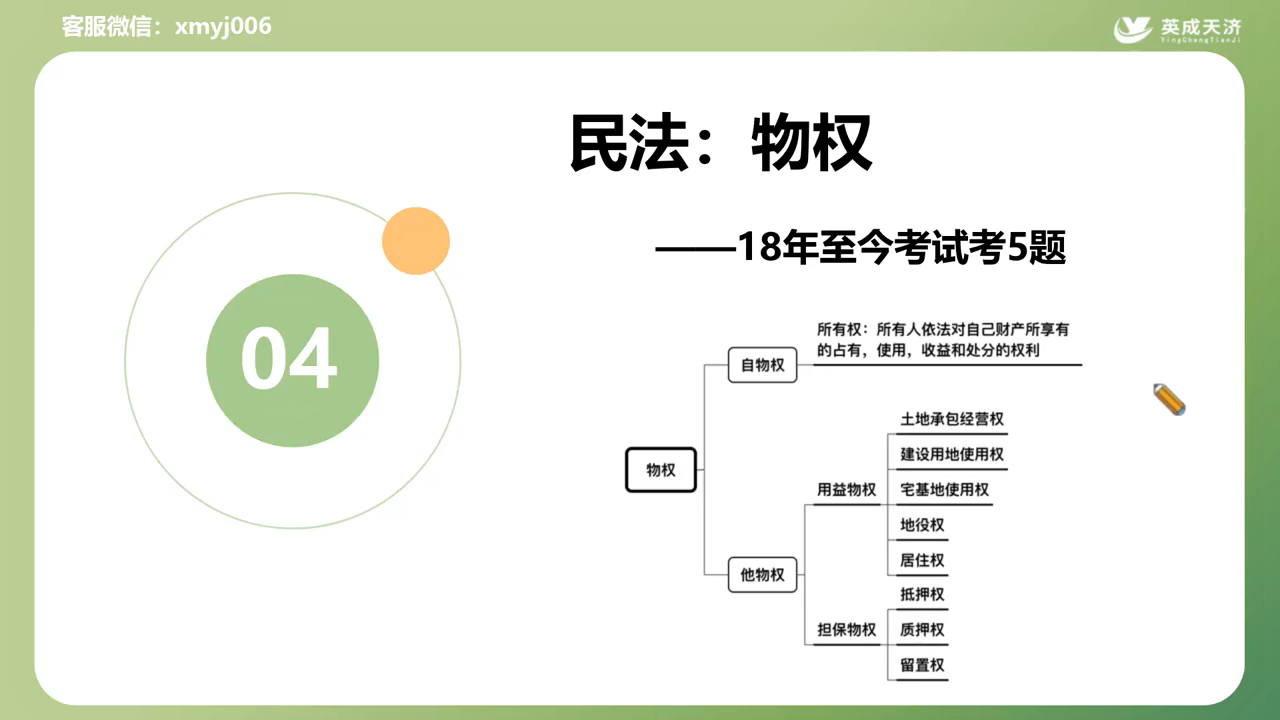 客服微信：xmyj006
英成天济
YingChengTianJi
民法：物权
——18年至今考试考5题
04
物权
自物权
所有权：所有人依法对自己财产所享有
的占有，使用，收益和处分的权利
他物权
用益物权
土地承包经营权
建设用地使用权
宅基地使用权
地役权
居住权
担保物权
抵押权
质押权
留置权